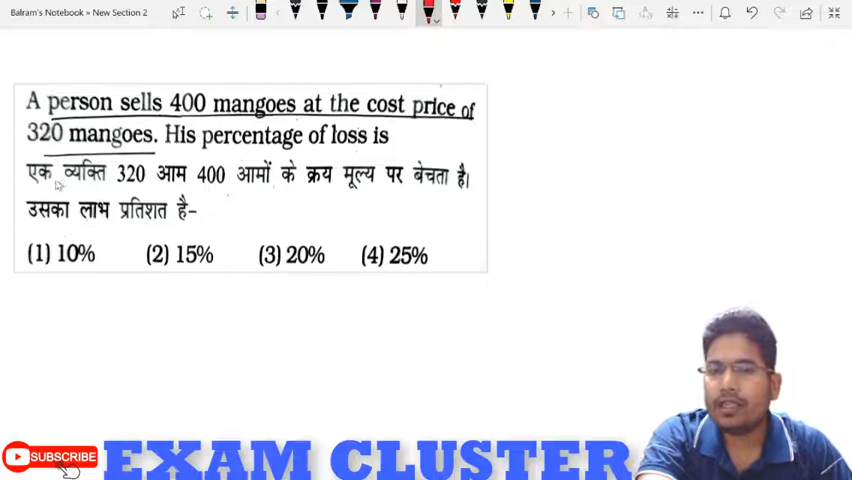 Balram's Notebook » New Section 2
A person sells 400 mangoes at the cost price of
320 mangoes. His percentage of loss is
एक व्यक्ति 320 आम 400 आमों के क्रय मूल्य पर बेचता है।
उसका लाभ प्रतिशत है-
(1) 10% (2) 15% (3) 20% (4) 25%
SUBSCRIBE
EXAM CLUSTER